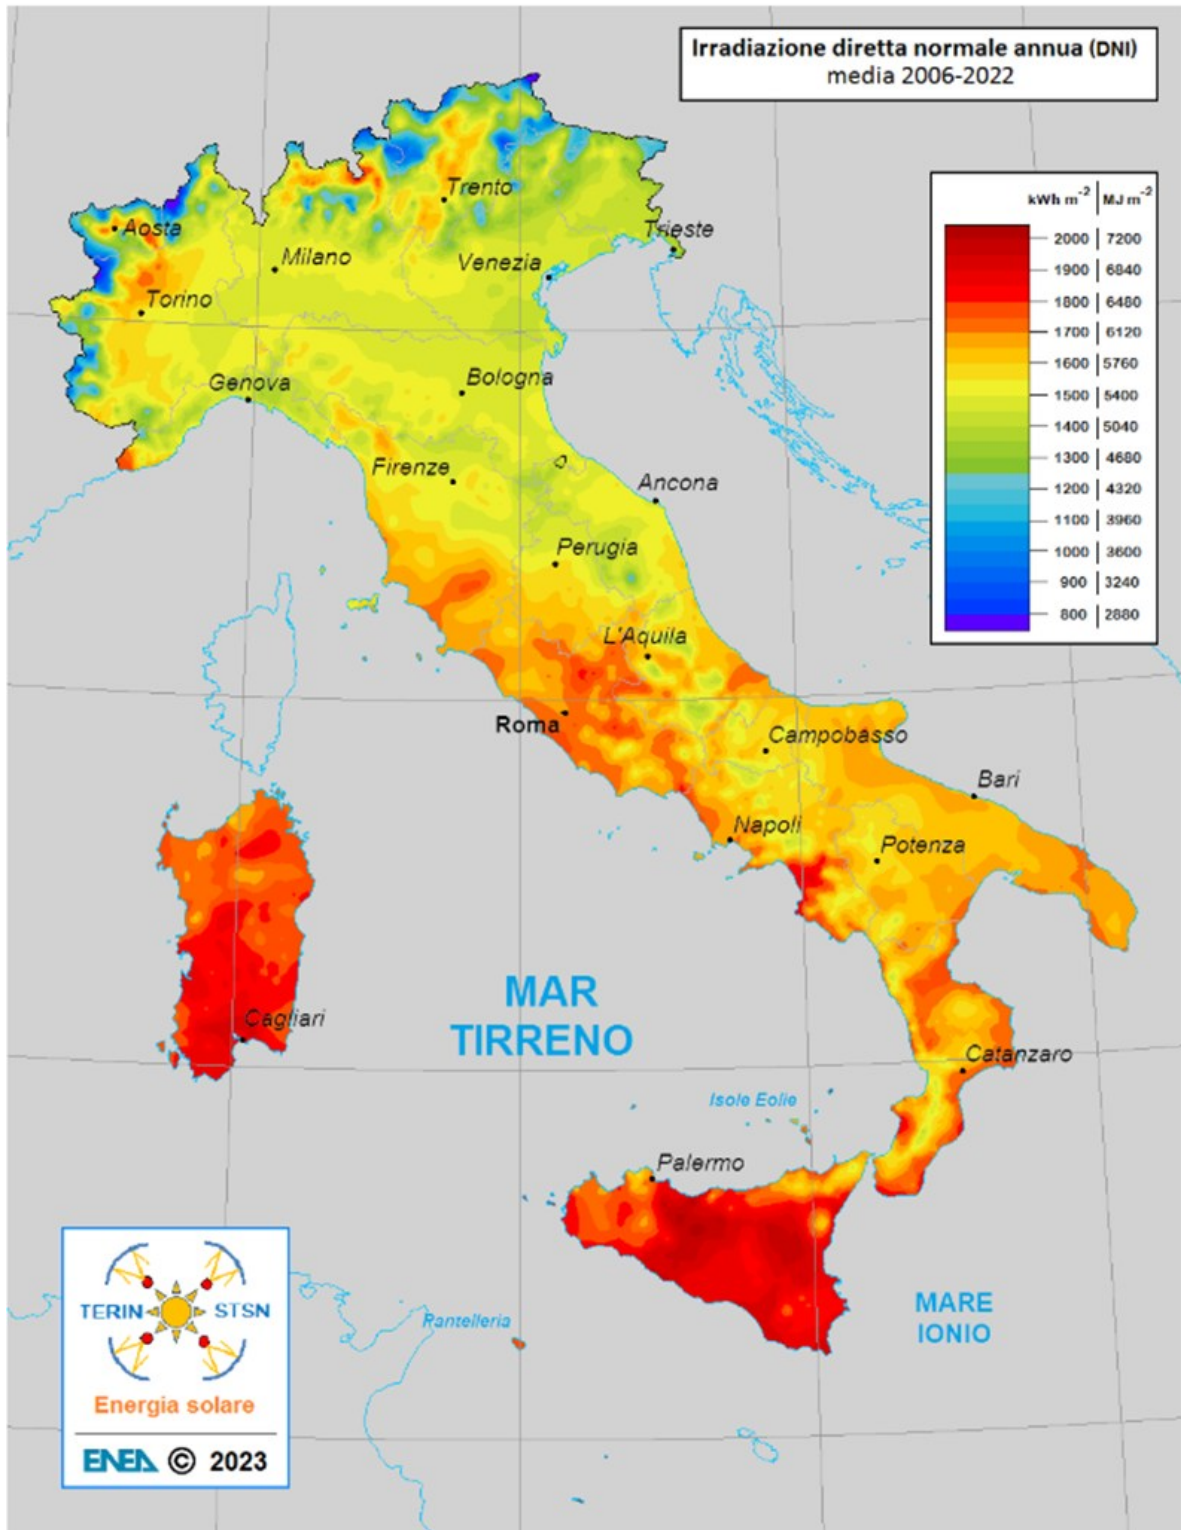 Irradiazione diretta normale annua (DNI)
media 2006-2022
kWh m⁻² | MJ m⁻²
2000 | 7200
1900 | 6840
1800 | 6480
1700 | 6120
1600 | 5760
1500 | 5400
1400 | 5040
1300 | 4680
1200 | 4320
1100 | 3960
1000 | 3600
900 | 3240
800 | 2880
Trento
Aosta
Trieste
Milano
Venezia
Torino
Genova
Bologna
Firenze
Ancona
Perugia
L'Aquila
Roma
Campobasso
Bari
Napoli
Potenza
MAR
TIRRENO
Cagliari
Catanzaro
Isole Eolie
Palermo
MARE
IONIO
Pantelleria
TERIN STSN
Energia solare
ENEA © 2023